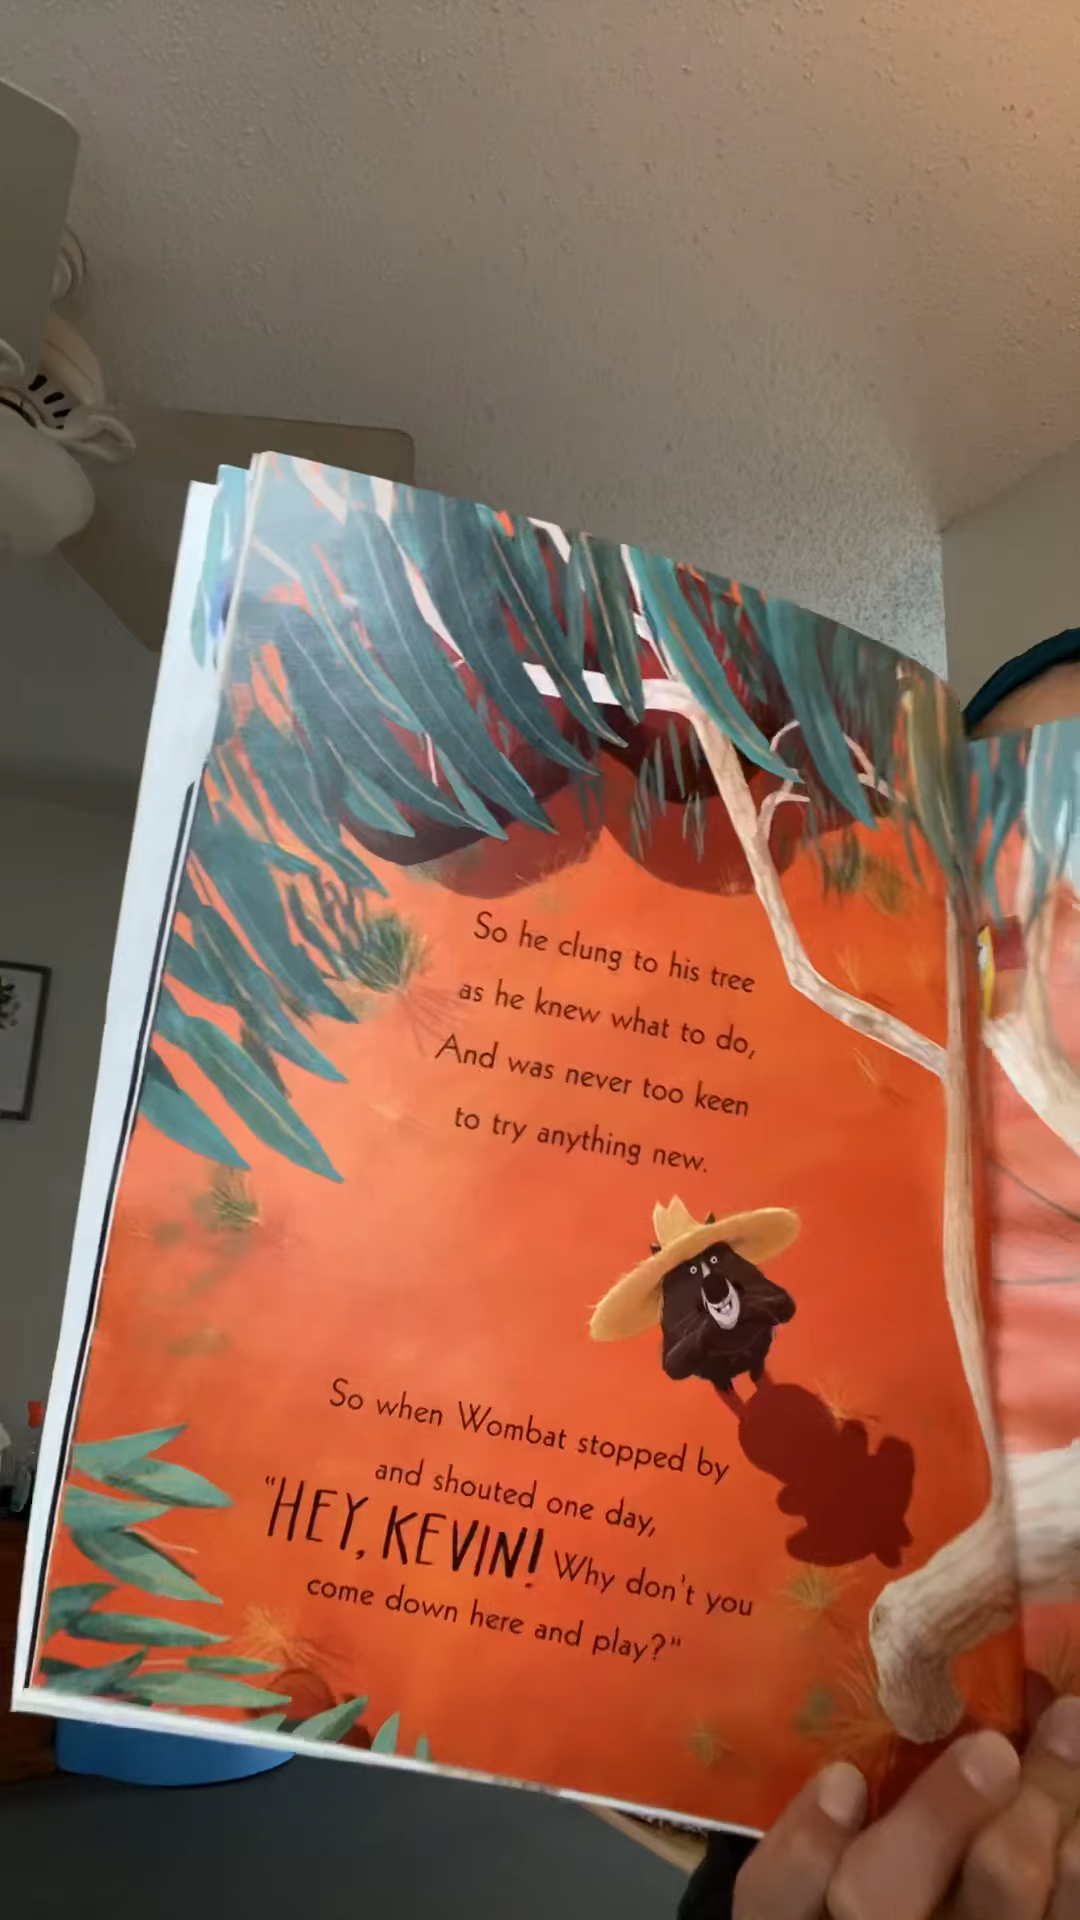 So he clung to his tree
as he knew what to do,
And was never too keen
to try anything new.
So when Wombat stopped by
and shouted one day,
"HEY, KEVIN! Why don't you
come down here and play?"